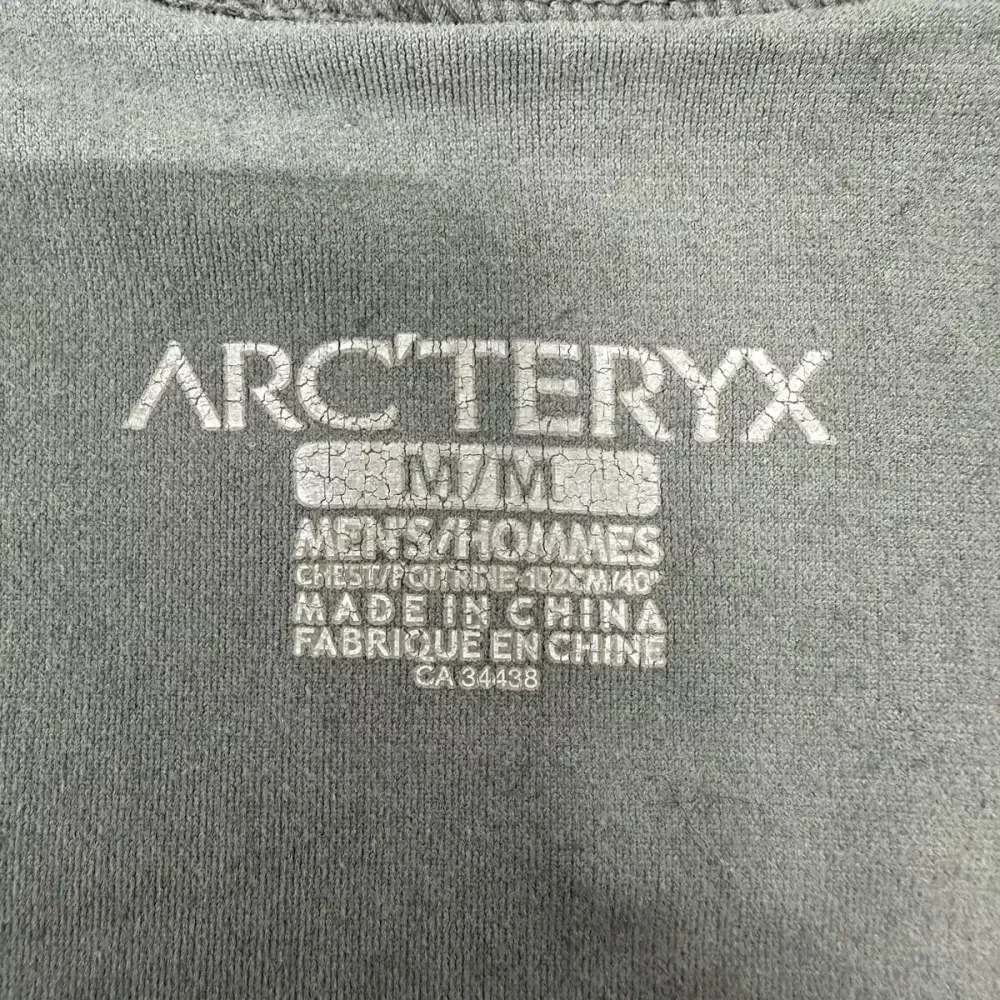 ARC'TERYX
M/M
MENS/HOMMES
CHEST/POITRINE-102CM/40"
MADE IN CHINA
FABRIQUE EN CHINE
CA 34438